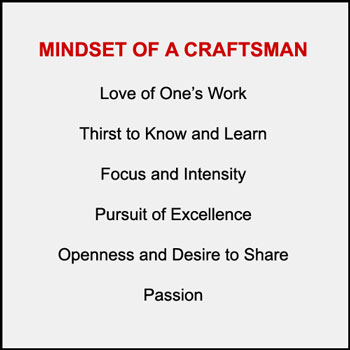 MINDSET OF A CRAFTSMAN
Love of One’s Work
Thirst to Know and Learn
Focus and Intensity
Pursuit of Excellence
Openness and Desire to Share
Passion